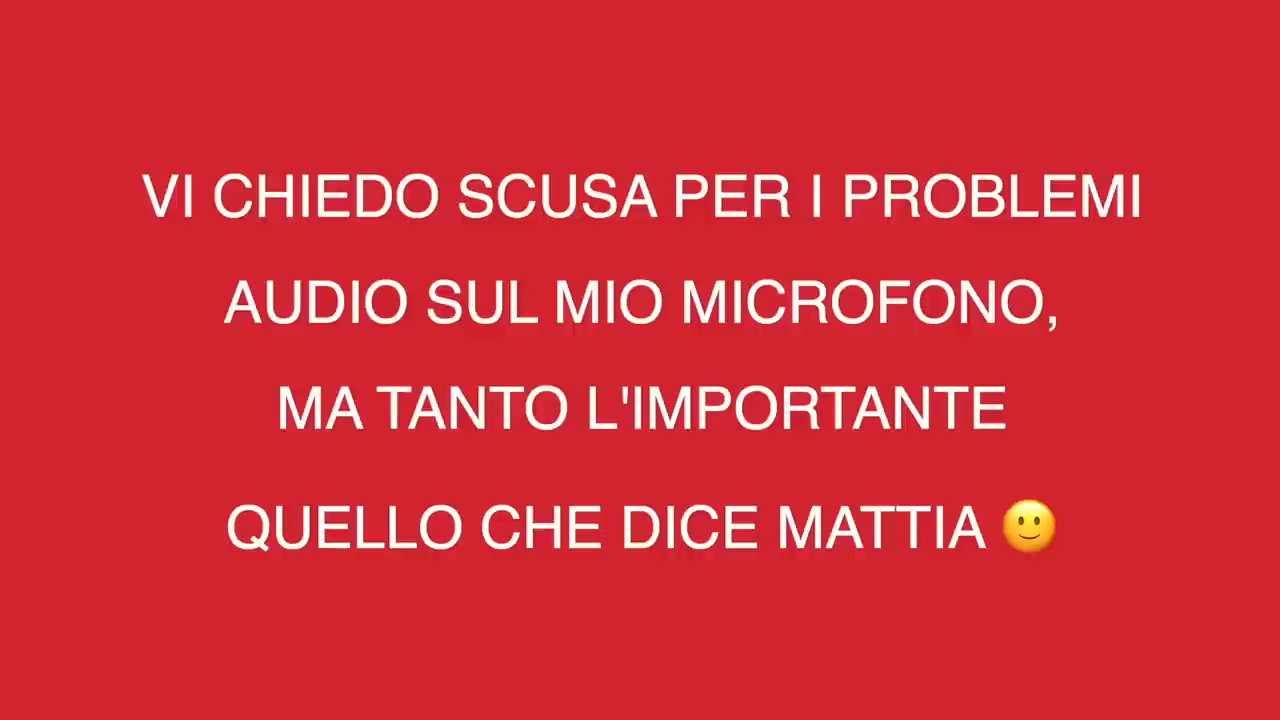 VI CHIEDO SCUSA PER I PROBLEMI
AUDIO SUL MIO MICROFONO,
MA TANTO L'IMPORTANTE
QUELLO CHE DICE MATTIA 🙂